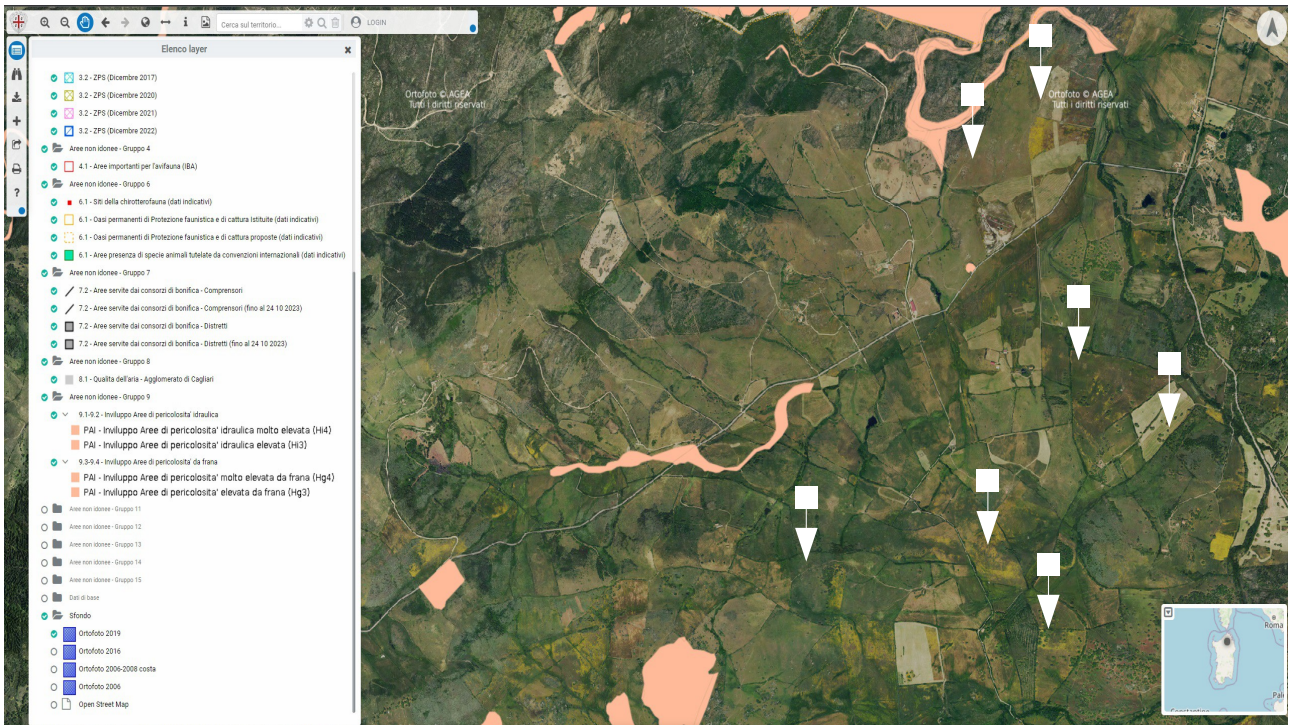 Cerca sul territorio...
LOGIN
Elenco layer
3.2 - ZPS (Dicembre 2017)
3.2 - ZPS (Dicembre 2020)
3.2 - ZPS (Dicembre 2021)
3.2 - ZPS (Dicembre 2022)
Aree non idonee - Gruppo 4
4.1 - Aree importanti per l'avifauna (IBA)
Aree non idonee - Gruppo 6
6.1 - Siti della chirotterofauna (dati indicativi)
6.1 - Oasi permanenti di Protezione faunistica e di cattura Istituite (dati indicativi)
6.1 - Oasi permanenti di Protezione faunistica e di cattura proposte (dati indicativi)
6.1 - Aree presenza di specie animali tutelate da convenzioni internazionali (dati indicativi)
Aree non idonee - Gruppo 7
7.2 - Aree servite dai consorzi di bonifica - Comprensori
7.2 - Aree servite dai consorzi di bonifica - Comprensori (fino al 24 10 2023)
7.2 - Aree servite dai consorzi di bonifica - Distretti
7.2 - Aree servite dai consorzi di bonifica - Distretti (fino al 24 10 2023)
Aree non idonee - Gruppo 8
8.1 - Qualita dell'aria - Agglomerato di Cagliari
Aree non idonee - Gruppo 9
9.1-9.2 - Inviluppo Aree di pericolosita' idraulica
PAI - Inviluppo Aree di pericolosita' idraulica molto elevata (Hi4)
PAI - Inviluppo Aree di pericolosita' idraulica elevata (Hi3)
9.3-9.4 - Inviluppo Aree di pericolosita' da frana
PAI - Inviluppo Aree di pericolosita' molto elevata da frana (Hg4)
PAI - Inviluppo Aree di pericolosita' elevata da frana (Hg3)
Aree non idonee - Gruppo 11
Aree non idonee - Gruppo 12
Aree non idonee - Gruppo 13
Aree non idonee - Gruppo 14
Aree non idonee - Gruppo 15
Dati di base
Sfondo
Ortofoto 2019
Ortofoto 2016
Ortofoto 2006-2008 costa
Ortofoto 2006
Open Street Map
Ortofoto © AGEA
Tutti i diritti riservati
Ortofoto © AGEA
Tutti i diritti riservati
Roma
Pal
Constantine